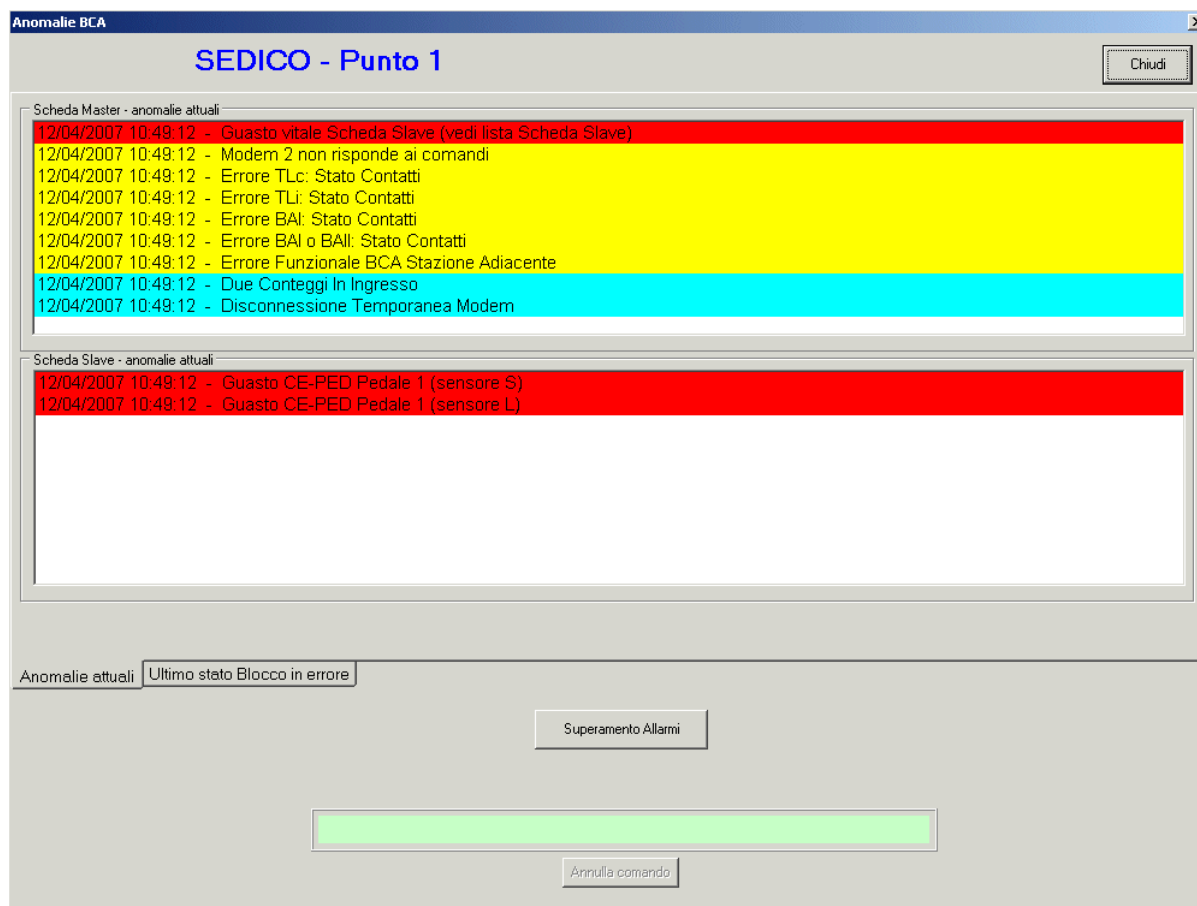 Anomalie BCA
SEDICO - Punto 1
Chiudi
Scheda Master - anomalie attuali
12/04/2007 10:49:12 - Guasto vitale Scheda Slave (vedi lista Scheda Slave)
12/04/2007 10:49:12 - Modem 2 non risponde ai comandi
12/04/2007 10:49:12 - Errore TLc: Stato Contatti
12/04/2007 10:49:12 - Errore TLi: Stato Contatti
12/04/2007 10:49:12 - Errore BAI: Stato Contatti
12/04/2007 10:49:12 - Errore BAI o BAII: Stato Contatti
12/04/2007 10:49:12 - Errore Funzionale BCA Stazione Adiacente
12/04/2007 10:49:12 - Due Conteggi In Ingresso
12/04/2007 10:49:12 - Disconnessione Temporanea Modem
Scheda Slave - anomalie attuali
12/04/2007 10:49:12 - Guasto CE-PED Pedale 1 (sensore S)
12/04/2007 10:49:12 - Guasto CE-PED Pedale 1 (sensore L)
Anomalie attuali
Ultimo stato Blocco in errore
Superamento Allarmi
Annulla comando